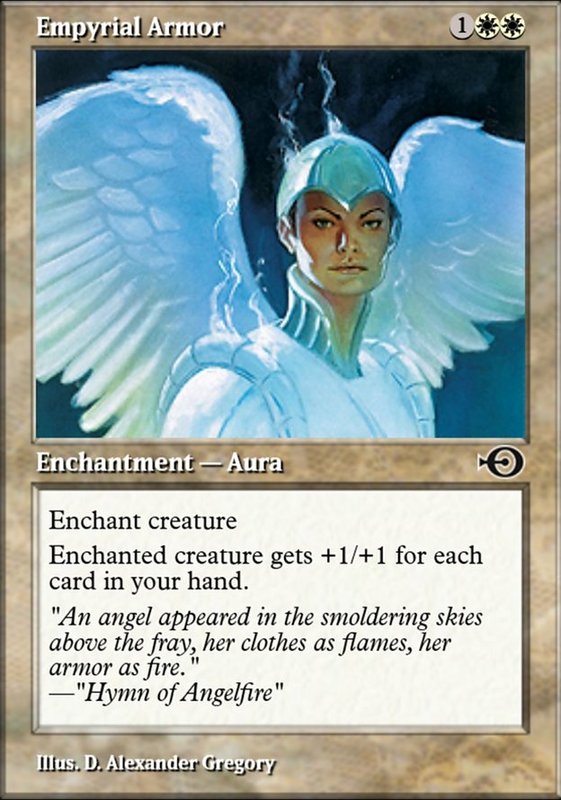 Empyrial Armor 1
Enchantment — Aura
Enchant creature
Enchanted creature gets +1/+1 for each
card in your hand.
"An angel appeared in the smoldering skies
above the fray, her clothes as flames, her
armor as fire."
—"Hymn of Angelfire"
Illus. D. Alexander Gregory